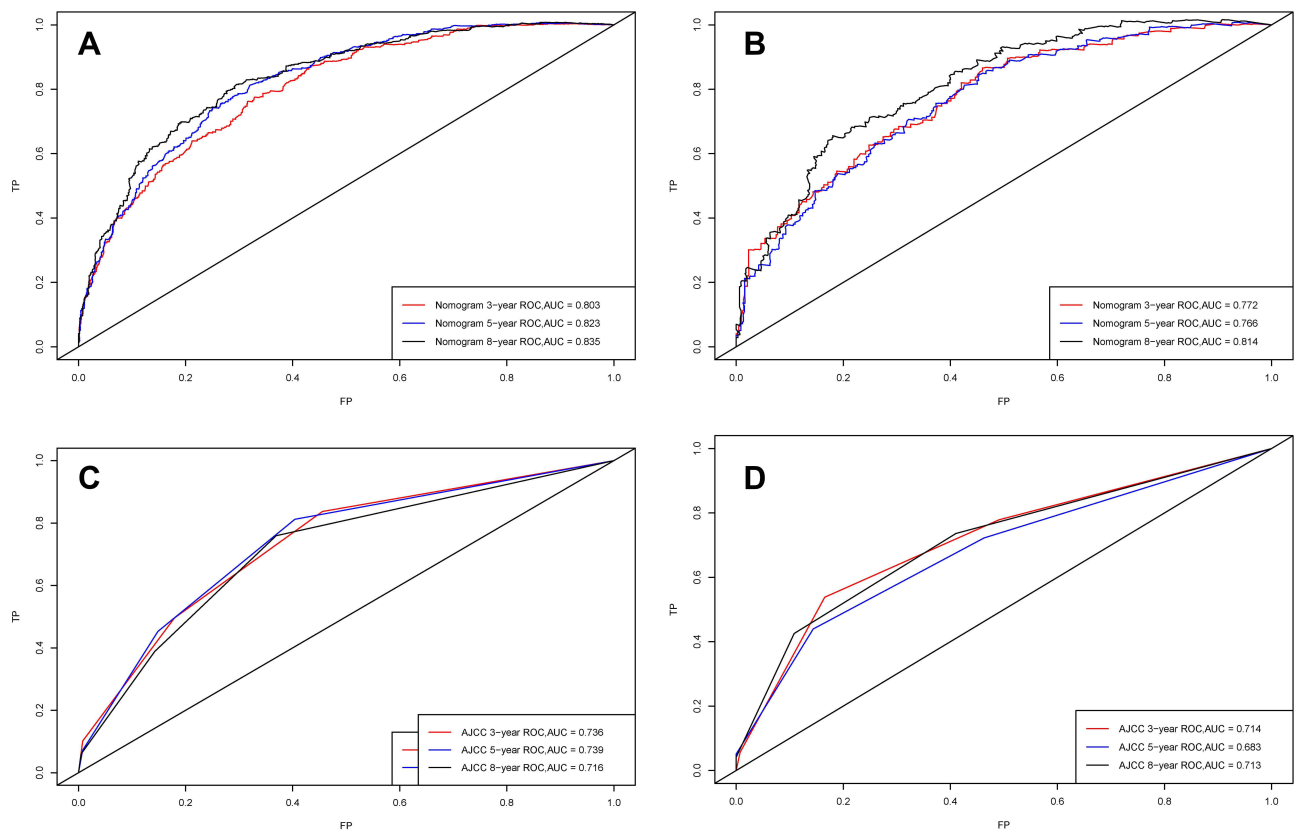 A
TP
1.0
0.8
0.6
0.4
0.2
0.0
Nomogram 3-year ROC,AUC = 0.803
Nomogram 5-year ROC,AUC = 0.823
Nomogram 8-year ROC,AUC = 0.835
0.0 0.2 0.4 0.6 0.8 1.0
FP
B
TP
1.0
0.8
0.6
0.4
0.2
0.0
Nomogram 3-year ROC,AUC = 0.772
Nomogram 5-year ROC,AUC = 0.766
Nomogram 8-year ROC,AUC = 0.814
0.0 0.2 0.4 0.6 0.8 1.0
FP
C
TP
1.0
0.8
0.6
0.4
0.2
0.0
AJCC 3-year ROC,AUC = 0.736
AJCC 5-year ROC,AUC = 0.739
AJCC 8-year ROC,AUC = 0.716
0.0 0.2 0.4 0.6 0.8 1.0
FP
D
TP
1.0
0.8
0.6
0.4
0.2
0.0
AJCC 3-year ROC,AUC = 0.714
AJCC 5-year ROC,AUC = 0.683
AJCC 8-year ROC,AUC = 0.713
0.0 0.2 0.4 0.6 0.8 1.0
FP